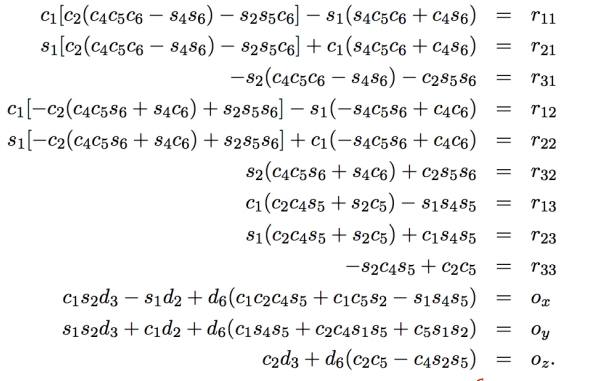 c₁[c₂(c₄c₅c₆ − s₄s₆) − s₂s₅c₆] − s₁(s₄c₅c₆ + c₄s₆) = r₁₁
s₁[c₂(c₄c₅c₆ − s₄s₆) − s₂s₅c₆] + c₁(s₄c₅c₆ + c₄s₆) = r₂₁
−s₂(c₄c₅c₆ − s₄s₆) − c₂s₅s₆ = r₃₁
c₁[−c₂(c₄c₅s₆ + s₄c₆) + s₂s₅s₆] − s₁(−s₄c₅s₆ + c₄c₆) = r₁₂
s₁[−c₂(c₄c₅s₆ + s₄c₆) + s₂s₅s₆] + c₁(−s₄c₅s₆ + c₄c₆) = r₂₂
s₂(c₄c₅s₆ + s₄c₆) + c₂s₅s₆ = r₃₂
c₁(c₂c₄s₅ + s₂c₅) − s₁s₄s₅ = r₁₃
s₁(c₂c₄s₅ + s₂c₅) + c₁s₄s₅ = r₂₃
−s₂c₄s₅ + c₂c₅ = r₃₃
c₁s₂d₃ − s₁d₂ + d₆(c₁c₂c₄s₅ + c₁c₅s₂ − s₁s₄s₅) = oₓ
s₁s₂d₃ + c₁d₂ + d₆(c₁s₄s₅ + c₂c₄s₁s₅ + c₅s₁s₂) = o_y
c₂d₃ + d₆(c₂c₅ − c₄s₂s₅) = o_z.